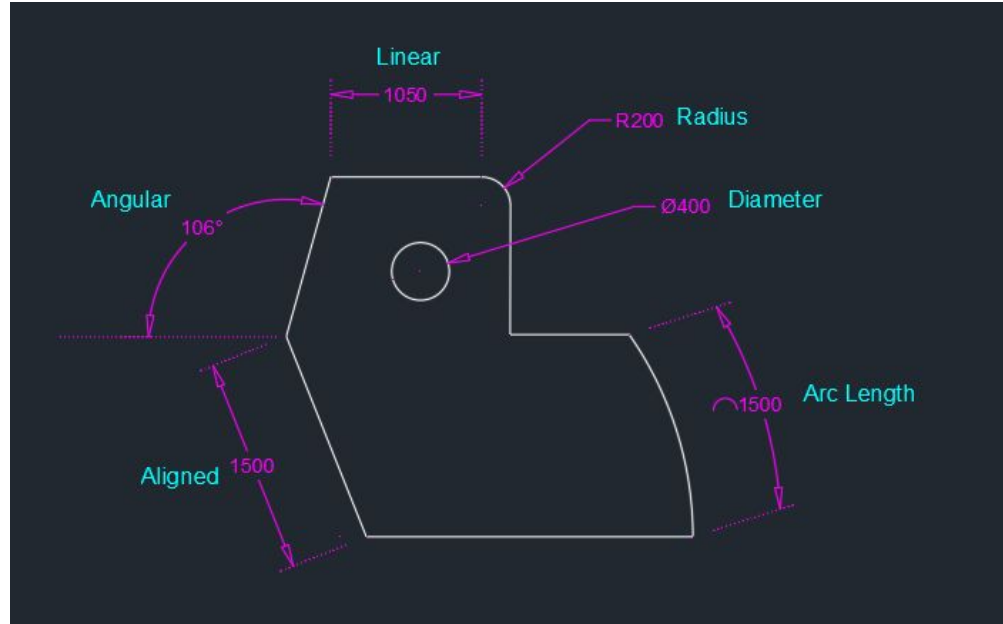 Linear
1050
R200 Radius
Angular
Ø400 Diameter
106°
Arc Length
⌒1500
Aligned
1500